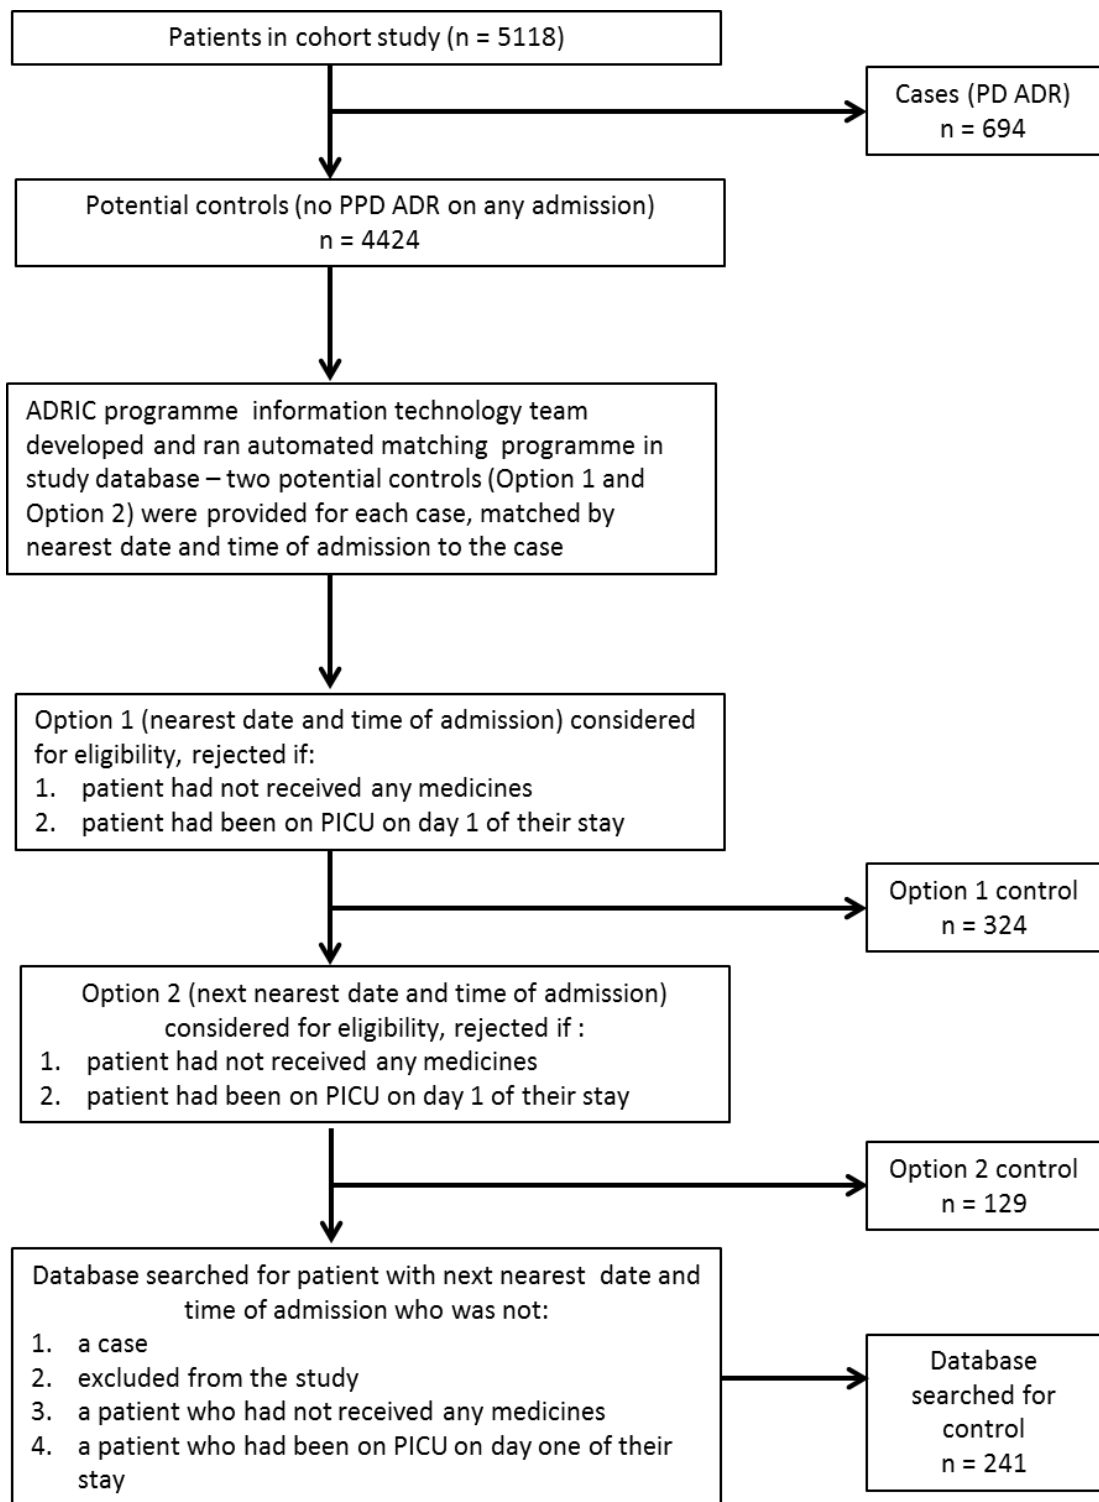 Patients in cohort study (n = 5118)
Cases (PD ADR)
n = 694
Potential controls (no PPD ADR on any admission)
n = 4424
ADRIC programme information technology team
developed and ran automated matching programme in
study database – two potential controls (Option 1 and
Option 2) were provided for each case, matched by
nearest date and time of admission to the case
Option 1 (nearest date and time of admission) considered
for eligibility, rejected if:
1. patient had not received any medicines
2. patient had been on PICU on day 1 of their stay
Option 1 control
n = 324
Option 2 (next nearest date and time of admission)
considered for eligibility, rejected if :
1. patient had not received any medicines
2. patient had been on PICU on day 1 of their stay
Option 2 control
n = 129
Database searched for patient with next nearest date and
time of admission who was not:
1. a case
2. excluded from the study
3. a patient who had not received any medicines
4. a patient who had been on PICU on day one of their
stay
Database
searched for
control
n = 241